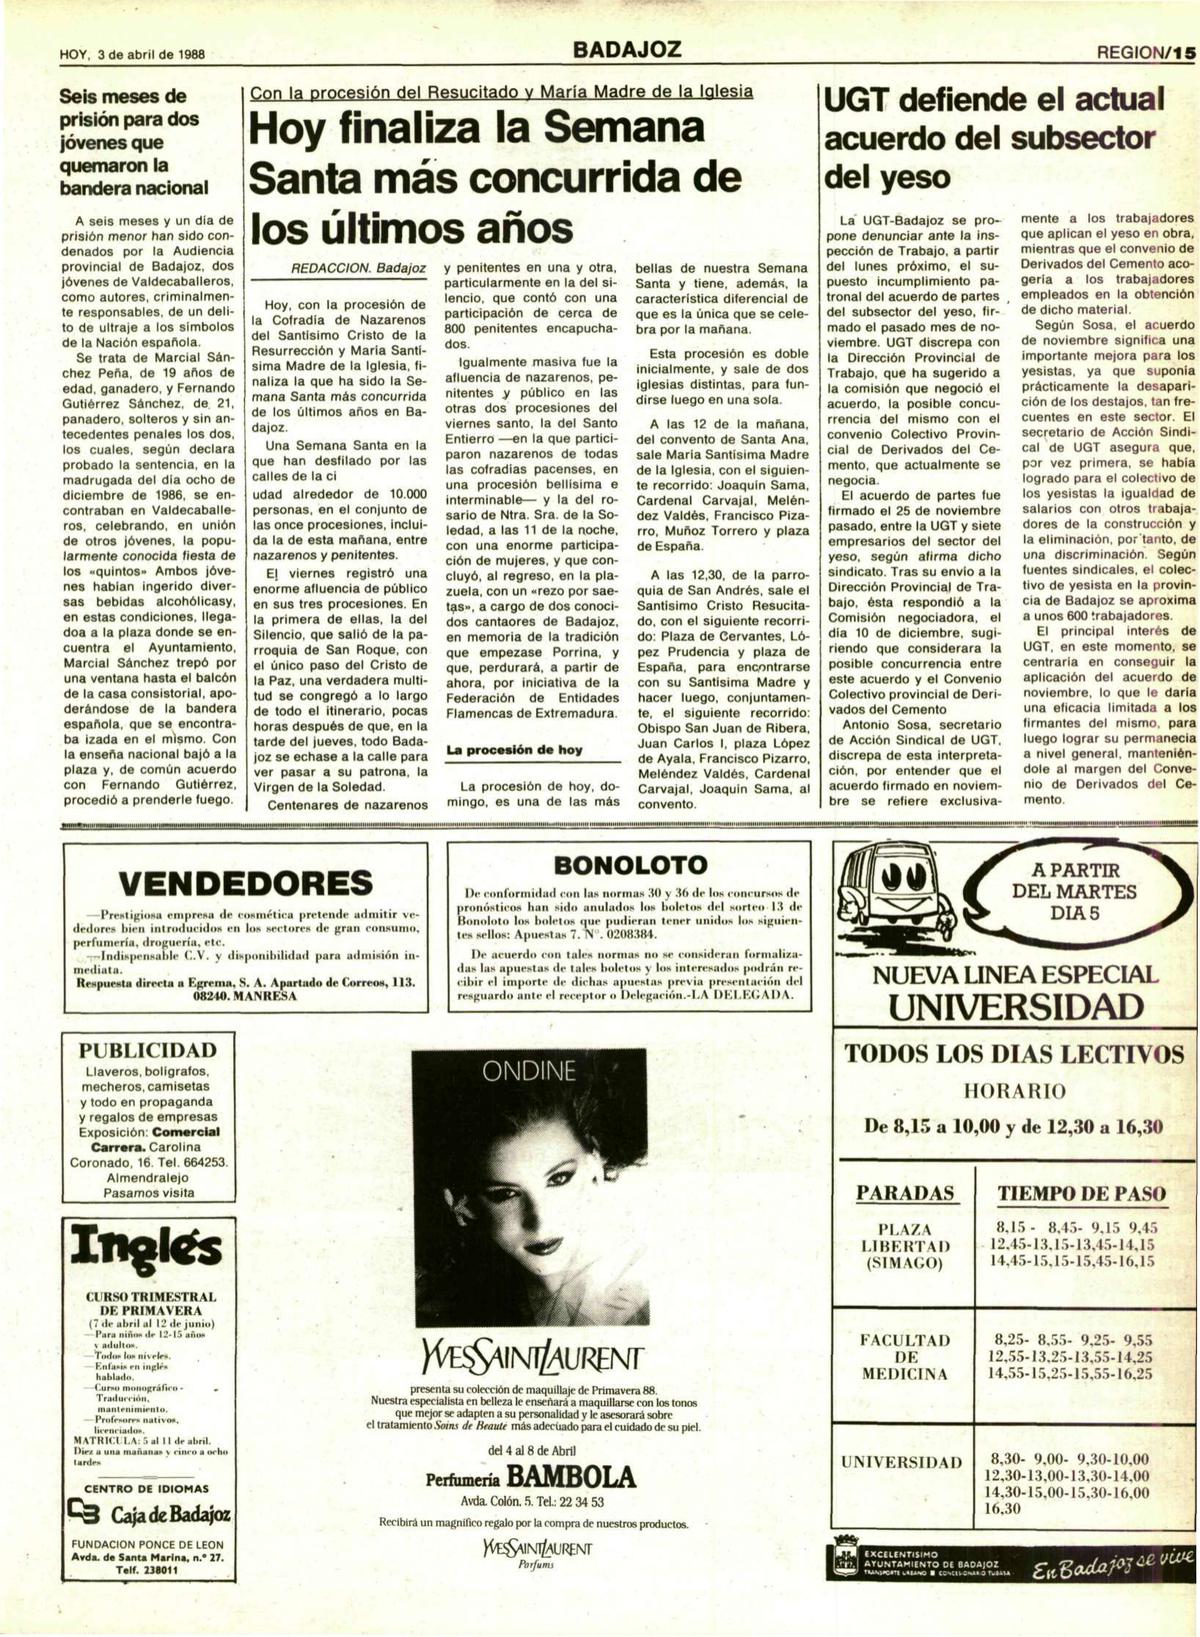 HOY, 3 de abril de 1988
BADAJOZ
REGION/15
Seis meses de
prisión para dos
jóvenes que
quemaron la
bandera nacional
A seis meses y un día de
prisión menor han sido con-
denados por la Audiencia
provincial de Badajoz, dos
jóvenes de Valdecaballeros,
como autores, criminalmen-
te responsables, de un deli-
to de ultraje a los símbolos
de la Nación española.
Se trata de Marcial Sán-
chez Peña, de 19 años de
edad, ganadero, y Fernando
Gutiérrez Sánchez, de 21,
panadero, solteros y sin an-
tecedentes penales los dos,
los cuales, según declara
probado la sentencia, en la
madrugada del día ocho de
diciembre de 1986, se en-
contraban en Valdecaballe-
ros, celebrando, en unión
de otros jóvenes, la popu-
larmente conocida fiesta de
los «quintos» Ambos jóve-
nes habían ingerido diver-
sas bebidas alcohólicasy,
en estas condiciones, llega-
doa a la plaza donde se en-
cuentra el Ayuntamiento,
Marcial Sánchez trepó por
una ventana hasta el balcón
de la casa consistorial, apo-
derándose de la bandera
española, que se encontra-
ba izada en el mismo. Con
la enseña nacional bajó a la
plaza y, de común acuerdo
con Fernando Gutiérrez,
procedió a prenderle fuego.
Con la procesión del Resucitado y María Madre de la Iglesia
Hoy finaliza la Semana
Santa más concurrida de
los últimos años
REDACCION. Badajoz
Hoy, con la procesión de
la Cofradía de Nazarenos
del Santísimo Cristo de la
Resurrección y María Santí-
sima Madre de la Iglesia, fi-
naliza la que ha sido la Se-
mana Santa más concurrida
de los últimos años en Ba-
dajoz.
Una Semana Santa en la
que han desfilado por las
calles de la ci
udad alrededor de 10.000
personas, en el conjunto de
las once procesiones, inclui-
da la de esta mañana, entre
nazarenos y penitentes.
El viernes registró una
enorme afluencia de público
en sus tres procesiones. En
la primera de ellas, la del
Silencio, que salió de la pa-
rroquia de San Roque, con
el único paso del Cristo de
la Paz, una verdadera multi-
tud se congregó a lo largo
de todo el itinerario, pocas
horas después de que, en la
tarde del jueves, todo Bada-
joz se echase a la calle para
ver pasar a su patrona, la
Virgen de la Soledad.
Centenares de nazarenos
y penitentes en una y otra,
particularmente en la del si-
lencio, que contó con una
participación de cerca de
800 penitentes encapucha-
dos.
Igualmente masiva fue la
afluencia de nazarenos, pe-
nitentes y público en las
otras dos procesiones del
viernes santo, la del Santo
Entierro —en la que partici-
paron nazarenos de todas
las cofradías pacenses, en
una procesión bellísima e
interminable— y la del ro-
sario de Ntra. Sra. de la So-
ledad, a las 11 de la noche,
con una enorme participa-
ción de mujeres, y que con-
cluyó, al regreso, en la pla-
zuela, con un «rezo por sae-
tas», a cargo de dos conoci-
dos cantaores de Badajoz,
en memoria de la tradición
que empezase Porrina, y
que, perdurará, a partir de
ahora, por iniciativa de la
Federación de Entidades
Flamencas de Extremadura.
La procesión de hoy
La procesión de hoy, do-
mingo, es una de las más
bellas de nuestra Semana
Santa y tiene, además, la
característica diferencial de
que es la única que se cele-
bra por la mañana.
Esta procesión es doble
inicialmente, y sale de dos
iglesias distintas, para fun-
dirse luego en una sola.
A las 12 de la mañana,
del convento de Santa Ana,
sale María Santísima Madre
de la Iglesia, con el siguien-
te recorrido: Joaquín Sama,
Cardenal Carvajal, Melén-
dez Valdés, Francisco Piza-
rro, Muñoz Torrero y plaza
de España.
A las 12,30, de la parro-
quia de San Andrés, sale el
Santísimo Cristo Resucita-
do, con el siguiente recorri-
do: Plaza de Cervantes, Ló-
pez Prudencia y plaza de
España, para encontrarse
con su Santísima Madre y
hacer luego, conjuntamen-
te, el siguiente recorrido:
Obispo San Juan de Ribera,
Juan Carlos I, plaza López
de Ayala, Francisco Pizarro,
Meléndez Valdés, Cardenal
Carvajal, Joaquín Sama, al
convento.
UGT defiende el actual
acuerdo del subsector
del yeso
La UGT-Badajoz se pro-
pone denunciar ante la ins-
pección de Trabajo, a partir
del lunes próximo, el su-
puesto incumplimiento pa-
tronal del acuerdo de partes
del subsector del yeso, fir-
mado el pasado mes de no-
viembre. UGT discrepa con
la Dirección Provincial de
Trabajo, que ha sugerido a
la comisión que negoció el
acuerdo, la posible concu-
rrencia del mismo con el
convenio Colectivo Provin-
cial de Derivados del Ce-
mento, que actualmente se
negocia.
El acuerdo de partes fue
firmado el 25 de noviembre
pasado, entre la UGT y siete
empresarios del sector del
yeso, según afirma dicho
sindicato. Tras su envío a la
Dirección Provincial de Tra-
bajo, ésta respondió a la
Comisión negociadora, el
día 10 de diciembre, sugi-
riendo que considerara la
posible concurrencia entre
este acuerdo y el Convenio
Colectivo provincial de Deri-
vados del Cemento
Antonio Sosa, secretario
de Acción Sindical de UGT,
discrepa de esta interpreta-
ción, por entender que el
acuerdo firmado en noviem-
bre se refiere exclusiva-
mente a los trabajadores
que aplican el yeso en obra,
mientras que el convenio de
Derivados del Cemento aco-
gería a los trabajadores
empleados en la obtención
de dicho material.
Según Sosa, el acuerdo
de noviembre significa una
importante mejora para los
yesistas, ya que suponía
prácticamente la desapari-
ción de los destajos, tan fre-
cuentes en este sector. El
secretario de Acción Sindi-
cal de UGT asegura que,
por vez primera, se había
logrado para el colectivo de
los yesistas la igualdad de
salarios con otros trabaja-
dores de la construcción y
la eliminación, por tanto, de
una discriminación. Según
fuentes sindicales, el colec-
tivo de yesista en la provin-
cia de Badajoz se aproxima
a unos 600 trabajadores.
El principal interés de
UGT, en este momento, se
centraría en conseguir la
aplicación del acuerdo de
noviembre, lo que le daría
una eficacia limitada a los
firmantes del mismo, para
luego lograr su permanecia
a nivel general, mantenién-
dole al margen del Conve-
nio de Derivados del Ce-
mento.
VENDEDORES
—Prestigiosa empresa de cosmética pretende admitir ve-
dedores bien introducidos en los sectores de gran consumo,
perfumería, droguería, etc.
—Indispensable C.V. y disponibilidad para admisión in-
mediata.
Respuesta directa a Egrema, S. A. Apartado de Correos, 113.
08240. MANRESA
BONOLOTO
De conformidad con las normas 30 y 36 de los concursos de
pronósticos han sido anulados los boletos del sorteo 13 de
Bonoloto los boletos que pudieran tener unidos los siguien-
tes sellos: Apuestas 7. N°. 0208384.
De acuerdo con tales normas no se consideran formaliza-
das las apuestas de tales boletos y los interesados podrán re-
cibir el importe de dichas apuestas previa presentación del
resguardo ante el receptor o Delegación.-LA DELEGADA.
PUBLICIDAD
Llaveros, bolígrafos,
mecheros, camisetas
y todo en propaganda
y regalos de empresas
Exposición: Comercial
Carrera. Carolina
Coronado, 16. Tel. 664253.
Almendralejo
Pasamos visita
Inglés
CURSO TRIMESTRAL
DE PRIMAVERA
(7 de abril al 12 de junio)
—Para niños de 12-15 años
y adultos.
—Todos los niveles.
—Enfasis en inglés
hablado.
—Curso monográfico -
Traducción,
mantenimiento.
—Profesores nativos,
licenciados.
MATRICULA: 5 al 11 de abril.
Diez a una mañanas y cinco a ocho
tardes
CENTRO DE IDIOMAS
Caja de Badajoz
FUNDACION PONCE DE LEON
Avda. de Santa Marina, n.° 27.
Telf. 238011
ONDINE
YVESSAINTLAURENT
presenta su colección de maquillaje de Primavera 88.
Nuestra especialista en belleza le enseñará a maquillarse con los tonos
que mejor se adapten a su personalidad y le asesorará sobre
el tratamiento Soins de Beauté más adecuado para el cuidado de su piel.
del 4 al 8 de Abril
Perfumería BAMBOLA
Avda. Colón. 5. Tel.: 22 34 53
Recibirá un magnífico regalo por la compra de nuestros productos.
YVESSAINTLAURENT
Parfums
A PARTIR
DEL MARTES
DIA 5
NUEVA LINEA ESPECIAL
UNIVERSIDAD
TODOS LOS DIAS LECTIVOS
HORARIO
De 8,15 a 10,00 y de 12,30 a 16,30
PARADAS TIEMPO DE PASO
PLAZA
LIBERTAD
(SIMAGO)
8,15 - 8,45- 9,15 9,45
12,45-13,15-13,45-14,15
14,45-15,15-15,45-16,15
FACULTAD
DE
MEDICINA
8,25- 8,55- 9,25- 9,55
12,55-13,25-13,55-14,25
14,55-15,25-15,55-16,25
UNIVERSIDAD
8,30- 9,00- 9,30-10,00
12,30-13,00-13,30-14,00
14,30-15,00-15,30-16,00
16,30
EXCELENTISIMO
AYUNTAMIENTO DE BADAJOZ
TRANSPORTE URBANO ■ CONCESIONARIO TUBASA
En Badajoz se vive